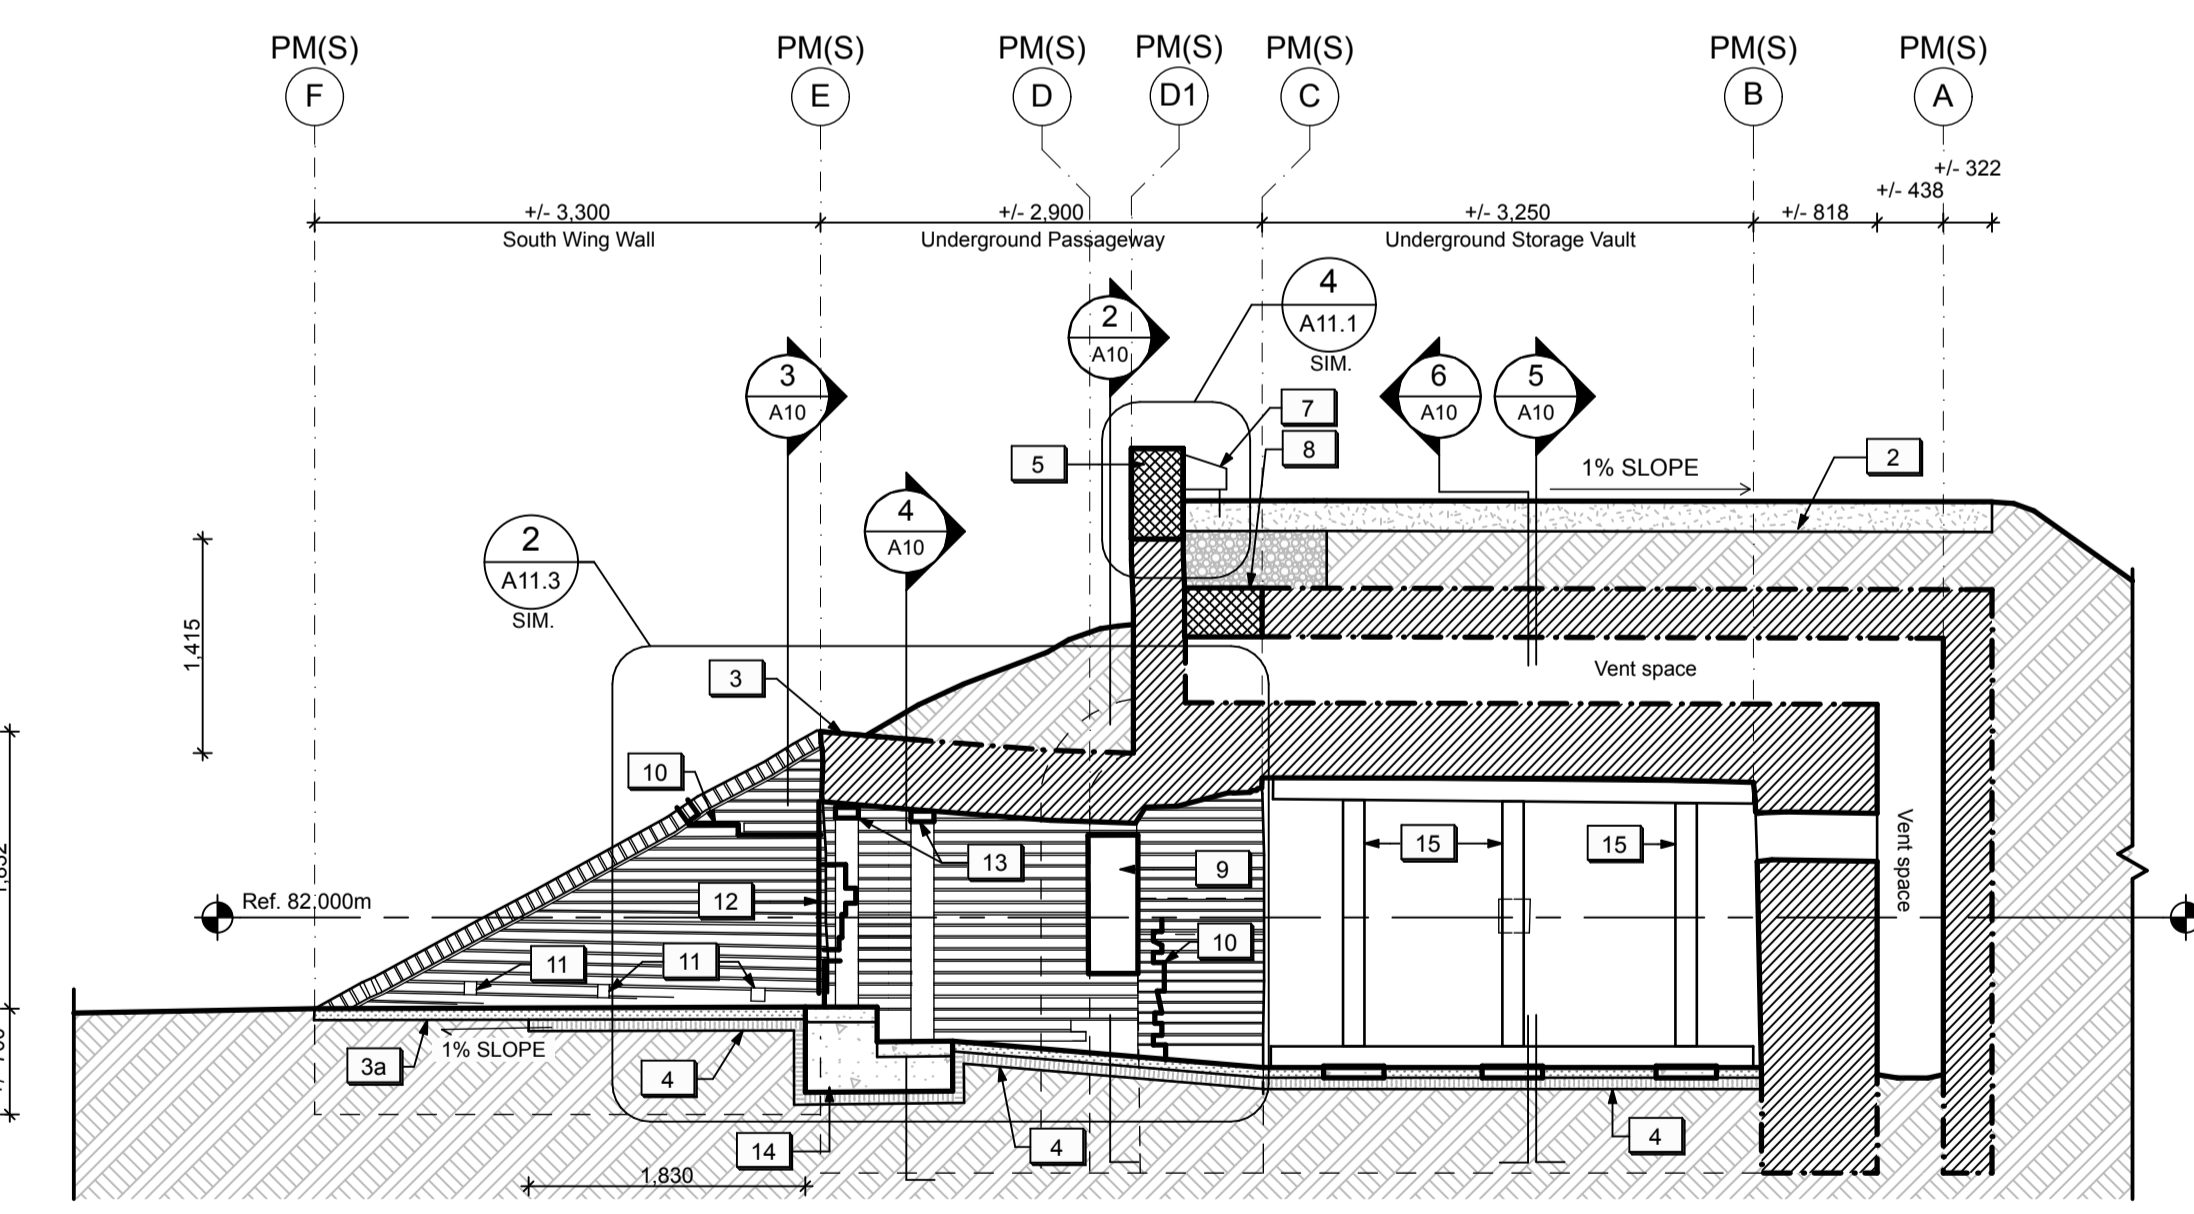 PM(S) PM(S) PM(S) PM(S) PM(S) PM(S) PM(S)
F E D D1 C B A
+/- 322
+/- 438
+/- 3,300 +/- 2,900 +/- 3,250 +/- 818
South Wing Wall Underground Passageway Underground Storage Vault
4
A11.1
SIM.
2
A10
3
A10
6
A10
5
A10
7
8
5
1% SLOPE
2
4
A10
2
A11.3
SIM.
1,415
3
Vent space
10
15
15
13
9
12
Vent space
Ref. 82,000m
10
11
11
3a
1% SLOPE
4
14
4
4
1,830